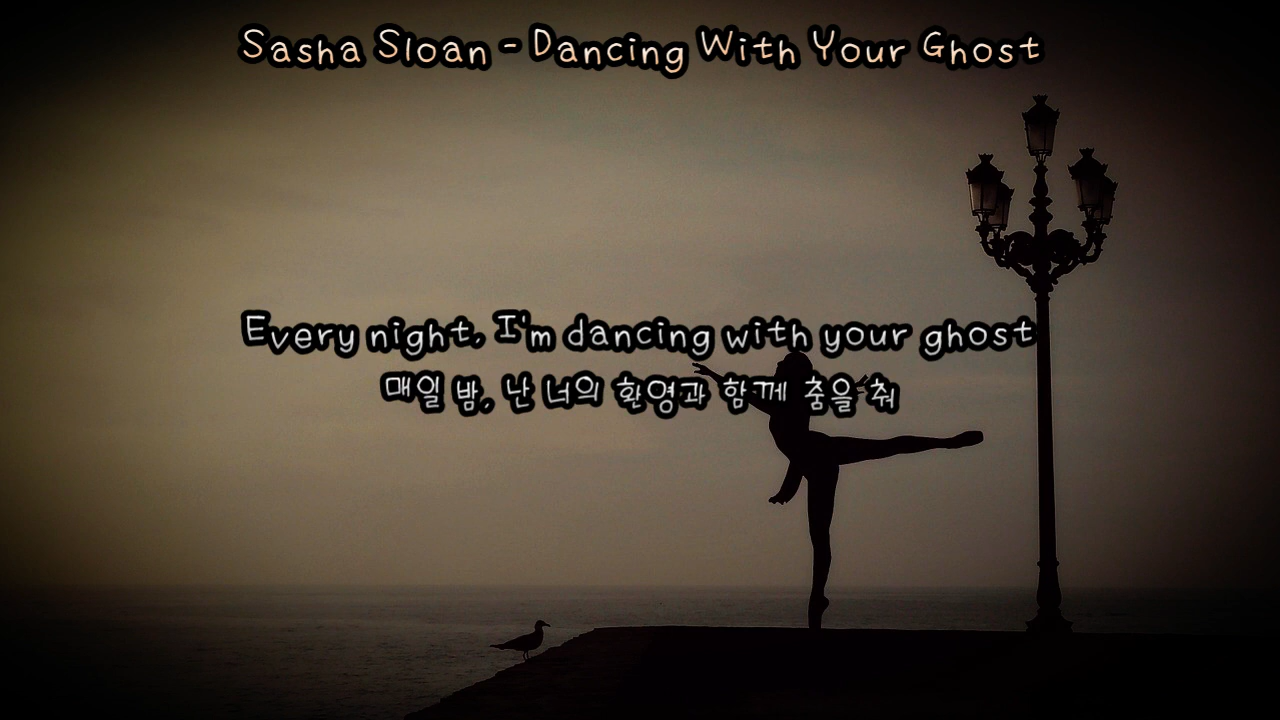 Sasha Sloan - Dancing With Your Ghost
Every night, I'm dancing with your ghost
매일 밤, 난 너의 환영과 함께 춤을 춰